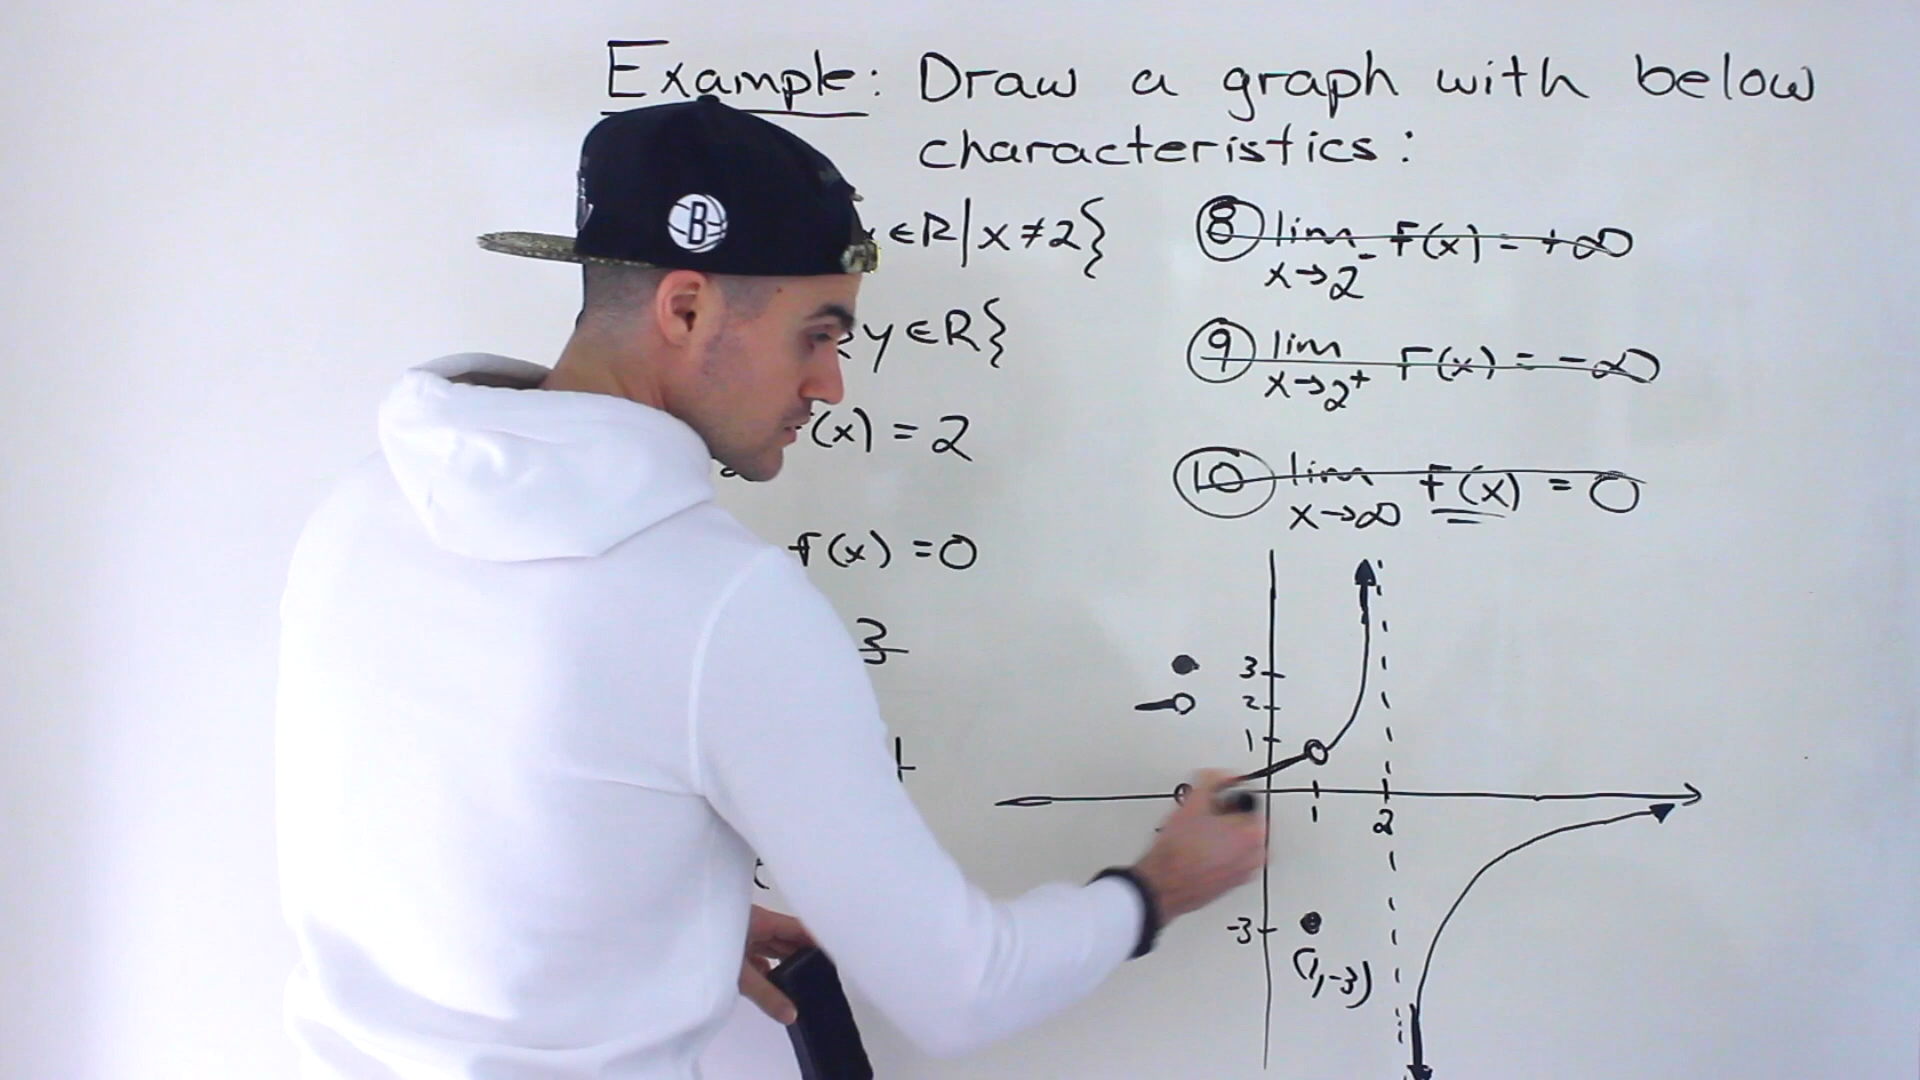 Example: Draw a graph with below
characteristics:
x∈R|x≠2}
y∈R}
(x) = 2
f(x) = 0
3
⑧ lim f(x) = +∞
x→2⁻
⑨ lim f(x) = -∞
x→2⁺
⑩ lim f(x) = 0
x→∞
3
2
1
1
2
-3
(1,-3)
B